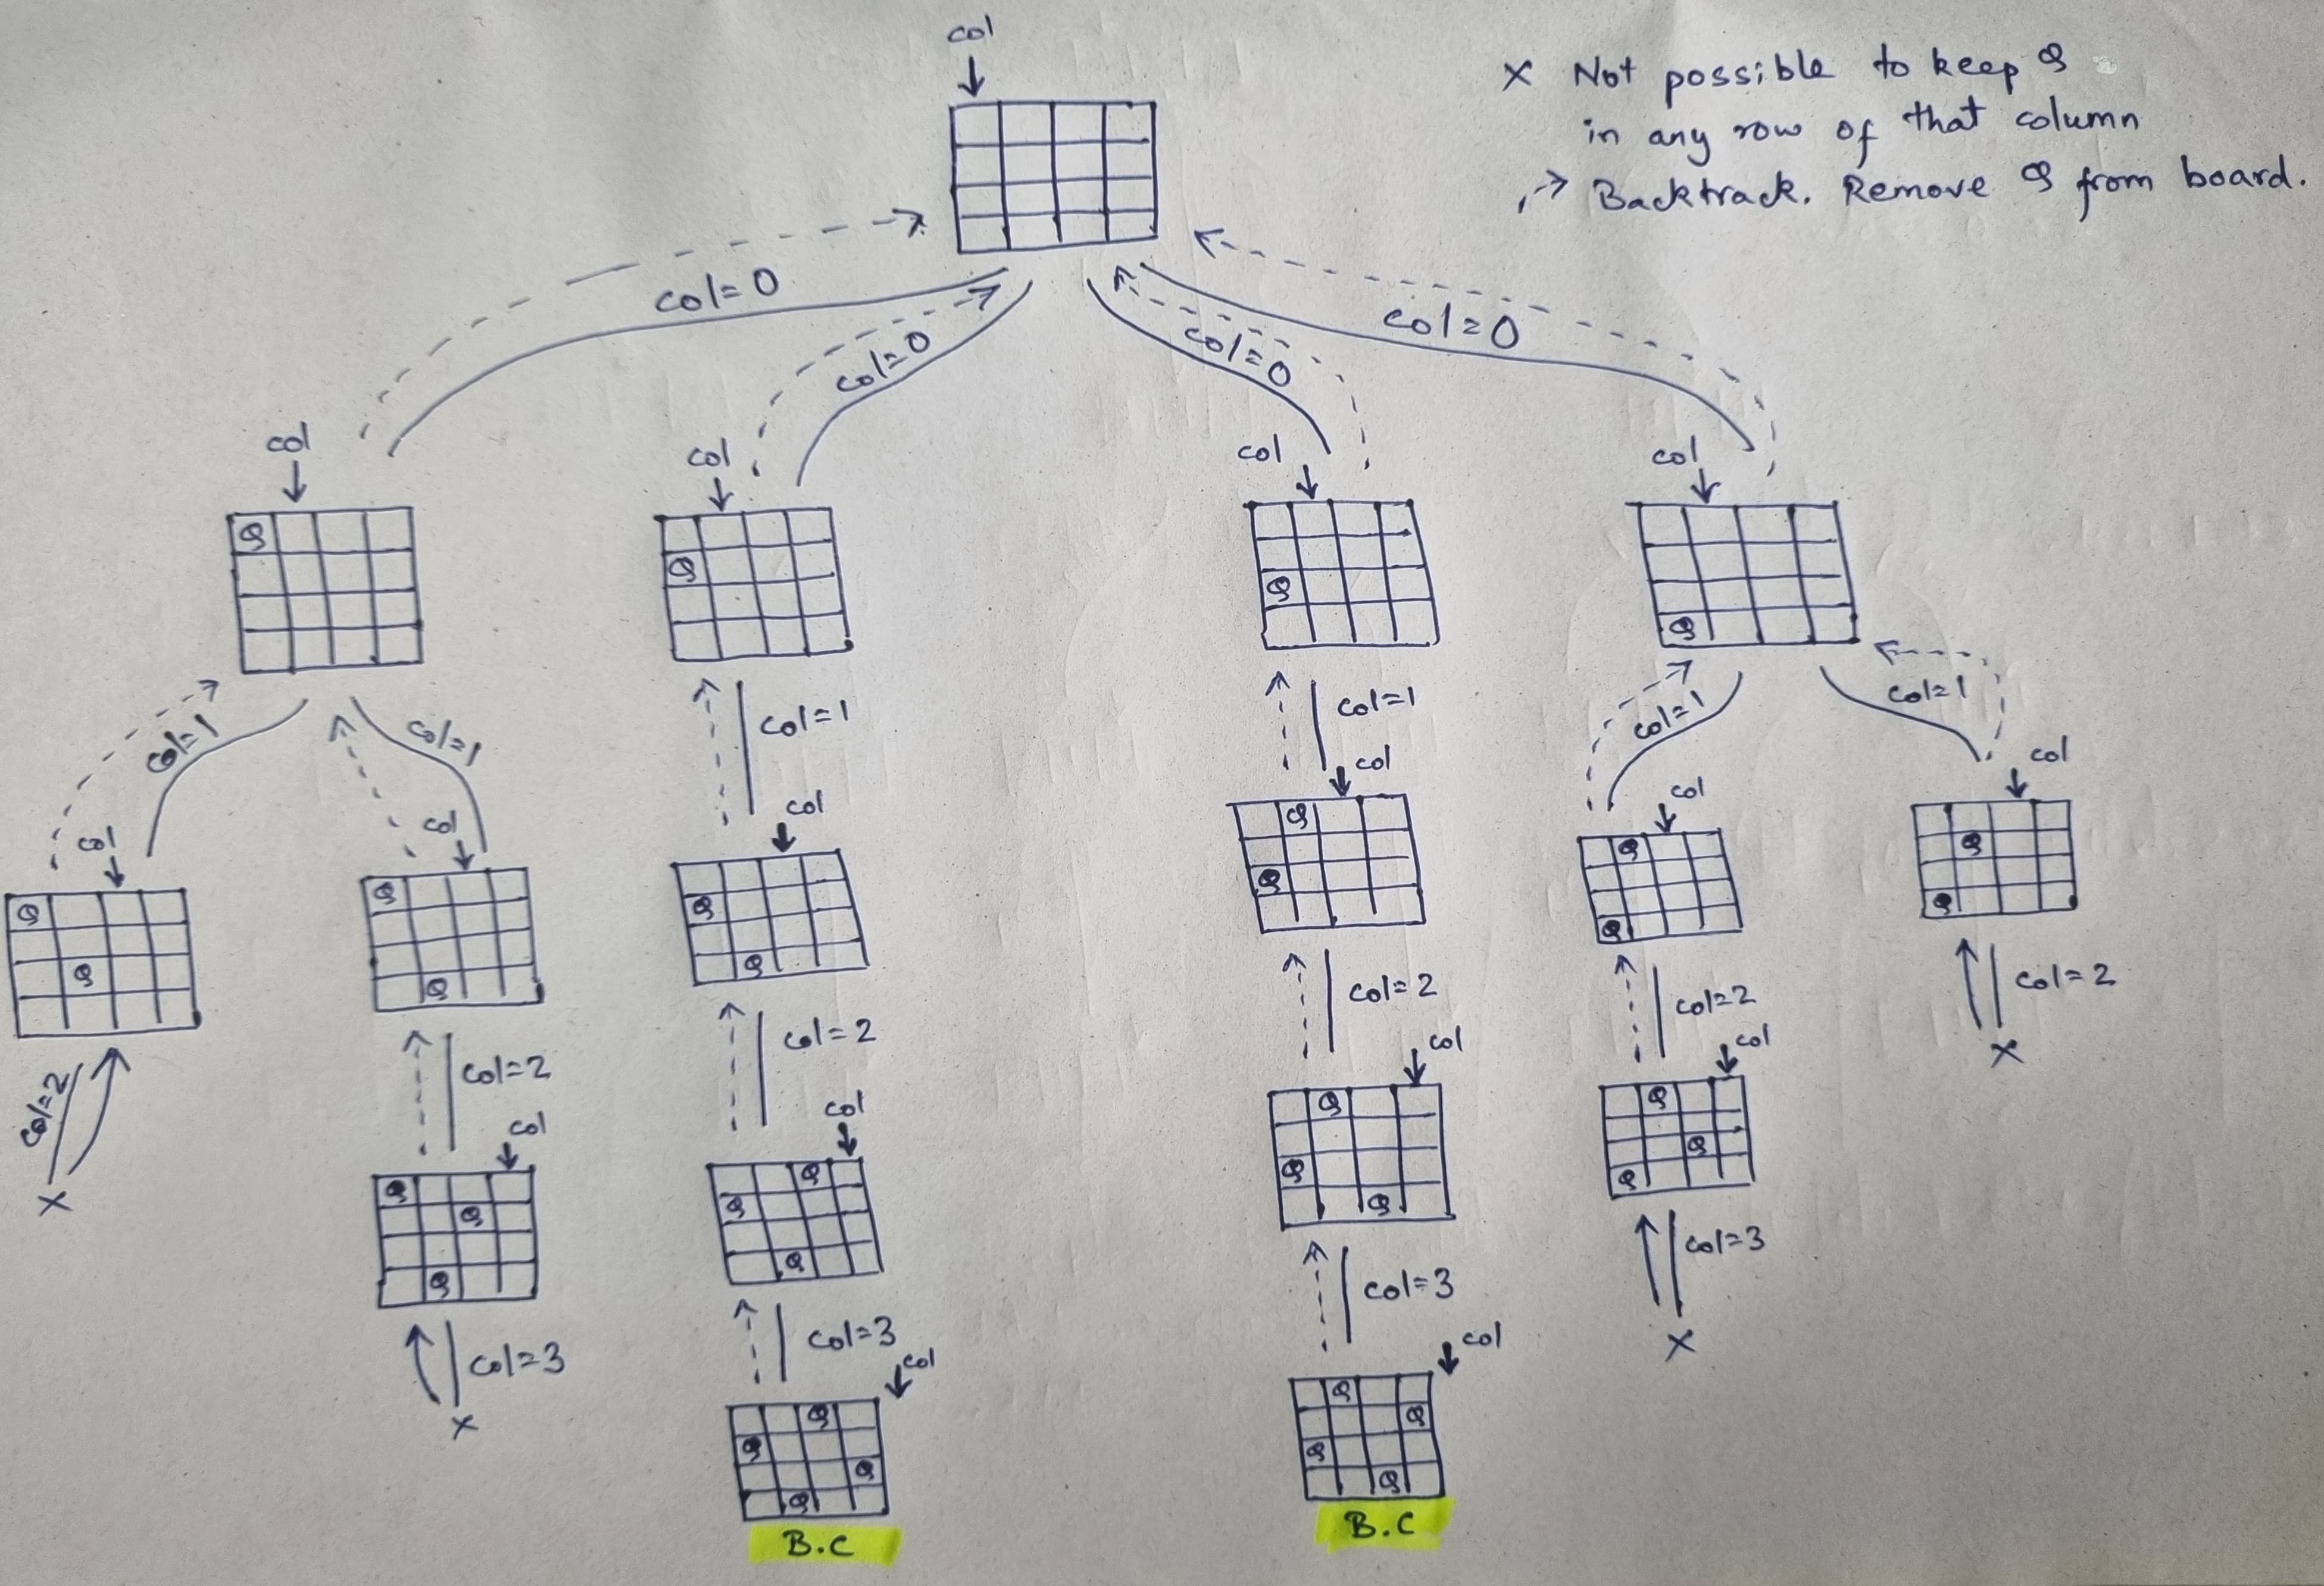 col
X Not possible to keep Q
in any row of that column
Backtrack. Remove Q from board.
col=0
col=0
col=0
col=0
col
col
col
col
Q
Q
Q
Q
col=1
col=1
col=1
col=1
col=1
col=1
col
col
col
col
col
col
Q
Q
Q
Q
Q
Q
Q
Q
Q
Q
Q
Q
col=2
col=2
col=2
col=2
col=2
col=2
X
X
col
col
col
col
Q
Q
Q
Q
Q
Q
Q
Q
Q
Q
Q
Q
col=3
col=3
col=3
col=3
X
X
col
col
Q
Q
Q
Q
Q
Q
Q
Q
B.C
B.C